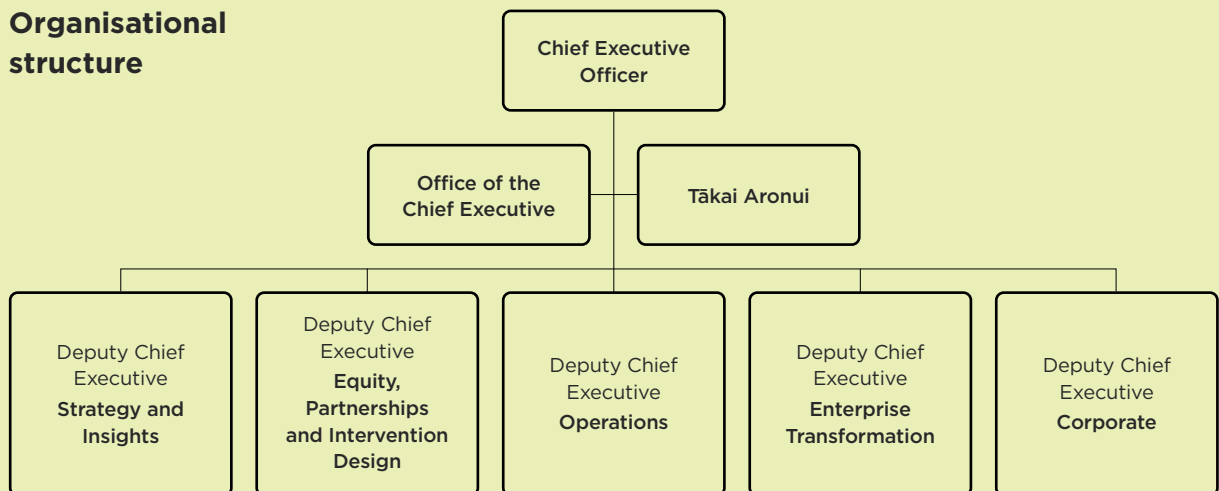 Organisational
structure
Chief Executive
Officer
Office of the
Chief Executive
Tākai Aronui
Deputy Chief
Executive
Strategy and
Insights
Deputy Chief
Executive
Equity,
Partnerships
and Intervention
Design
Deputy Chief
Executive
Operations
Deputy Chief
Executive
Enterprise
Transformation
Deputy Chief
Executive
Corporate